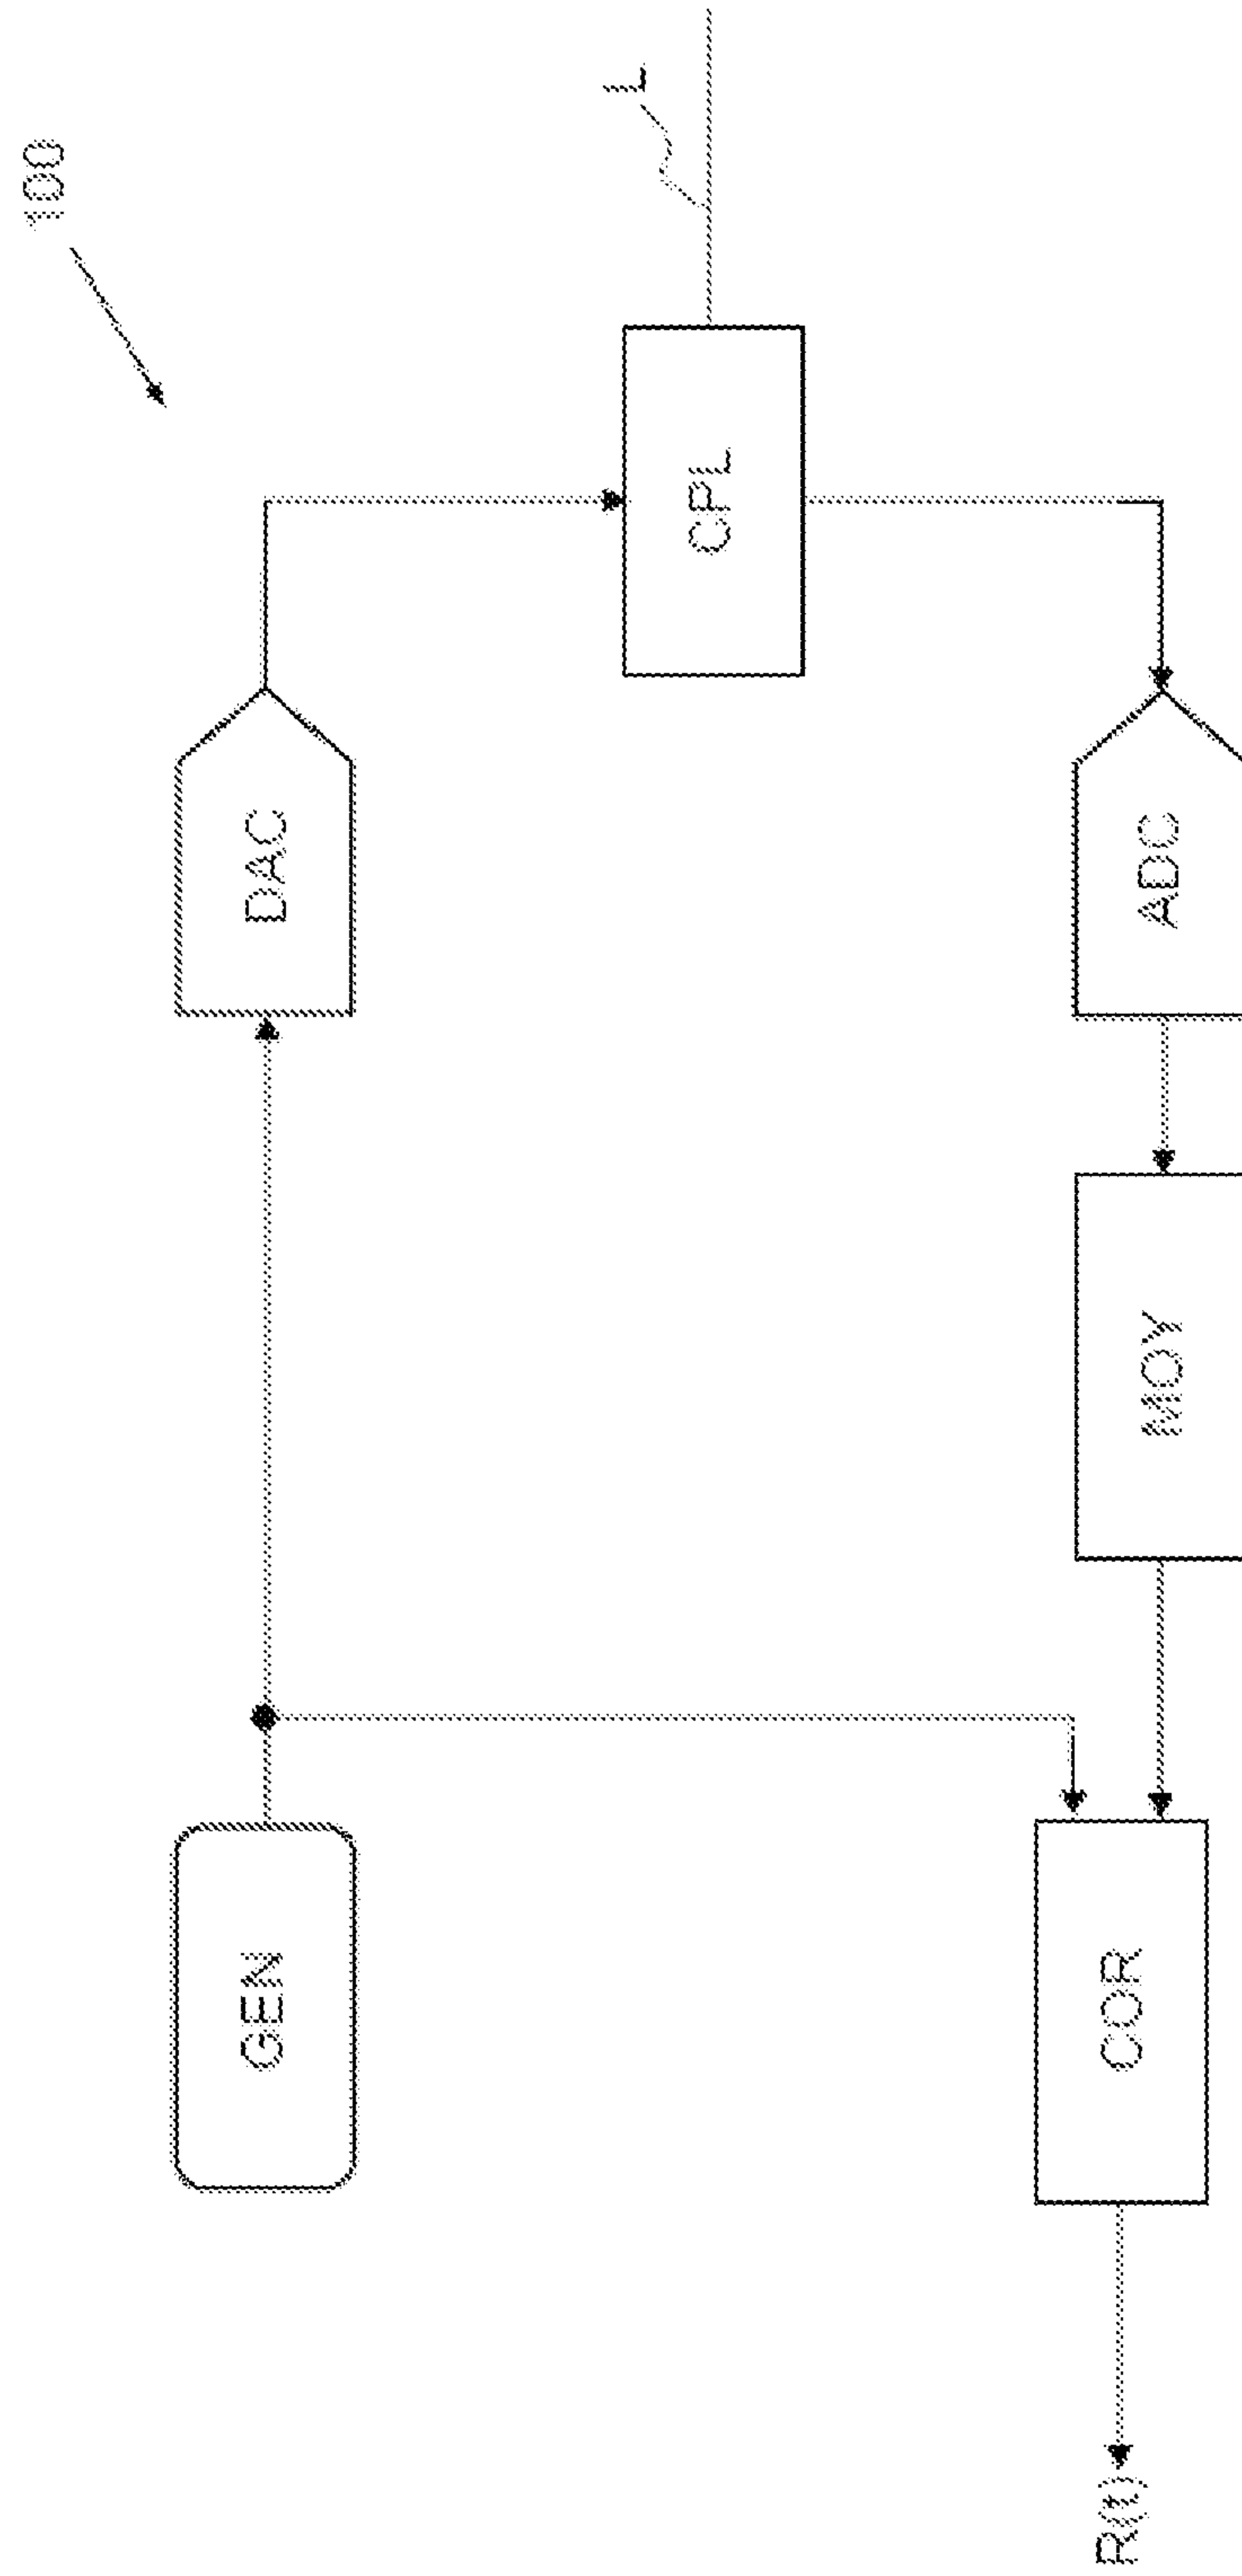 100
GEN
DAC
CPL
L
COR
MOY
ADC
R(t)